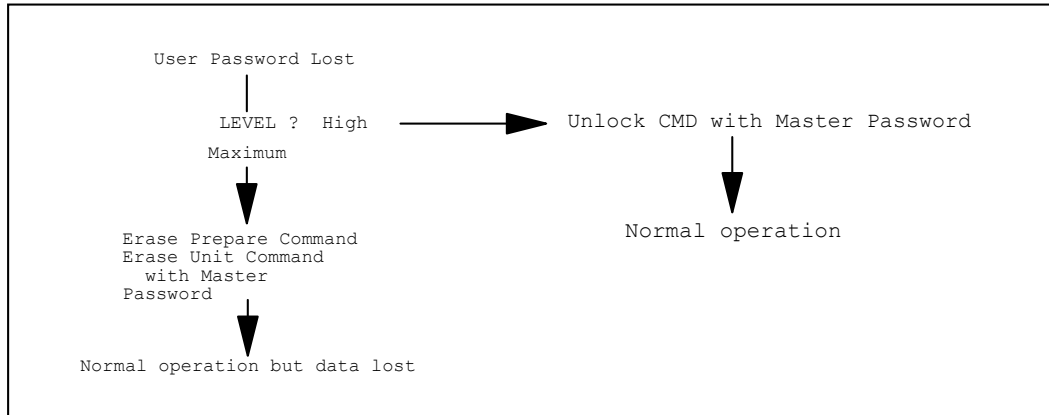 User Password Lost
LEVEL ?  High
Unlock CMD with Master Password
Maximum
Normal operation
Erase Prepare Command
Erase Unit Command
with Master
Password
Normal operation but data lost